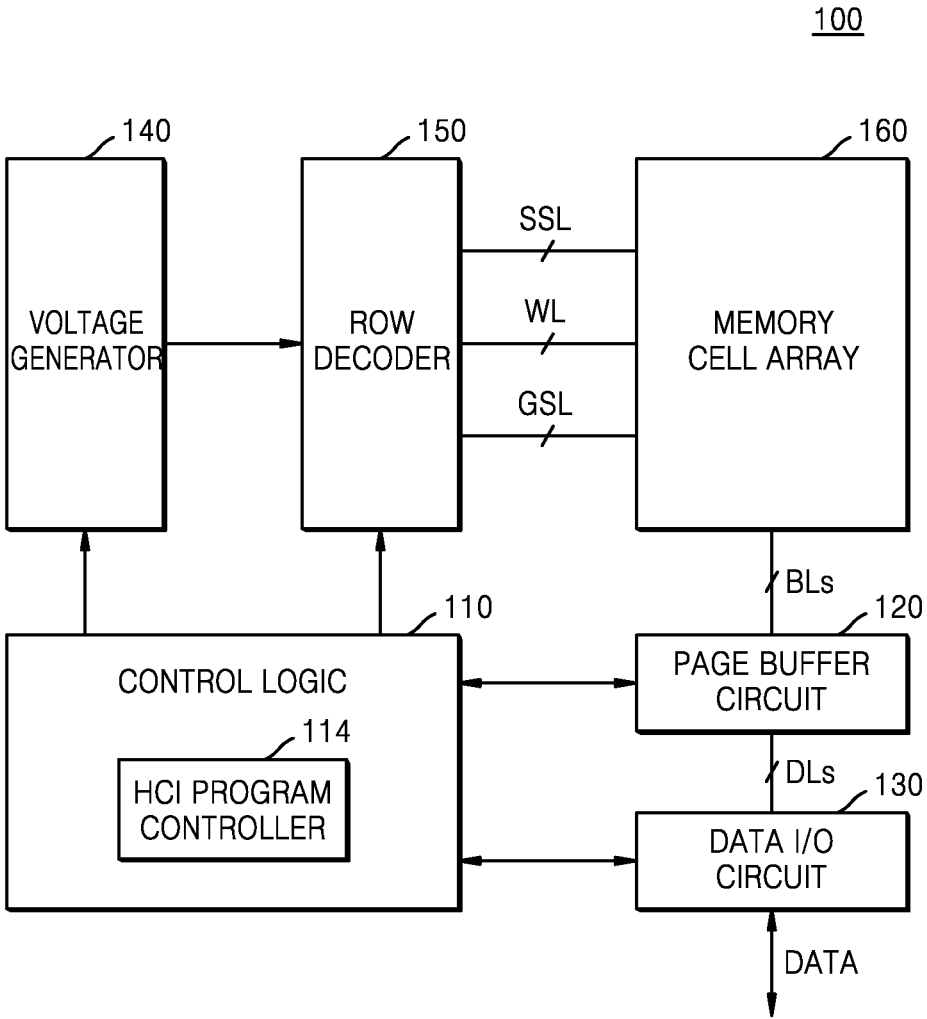 100
140
150
160
SSL
VOLTAGE
GENERATOR
ROW
DECODER
WL
MEMORY
CELL ARRAY
GSL
BLs
110
120
CONTROL LOGIC
PAGE BUFFER
CIRCUIT
114
HCI PROGRAM
CONTROLLER
DLs
130
DATA I/O
CIRCUIT
DATA